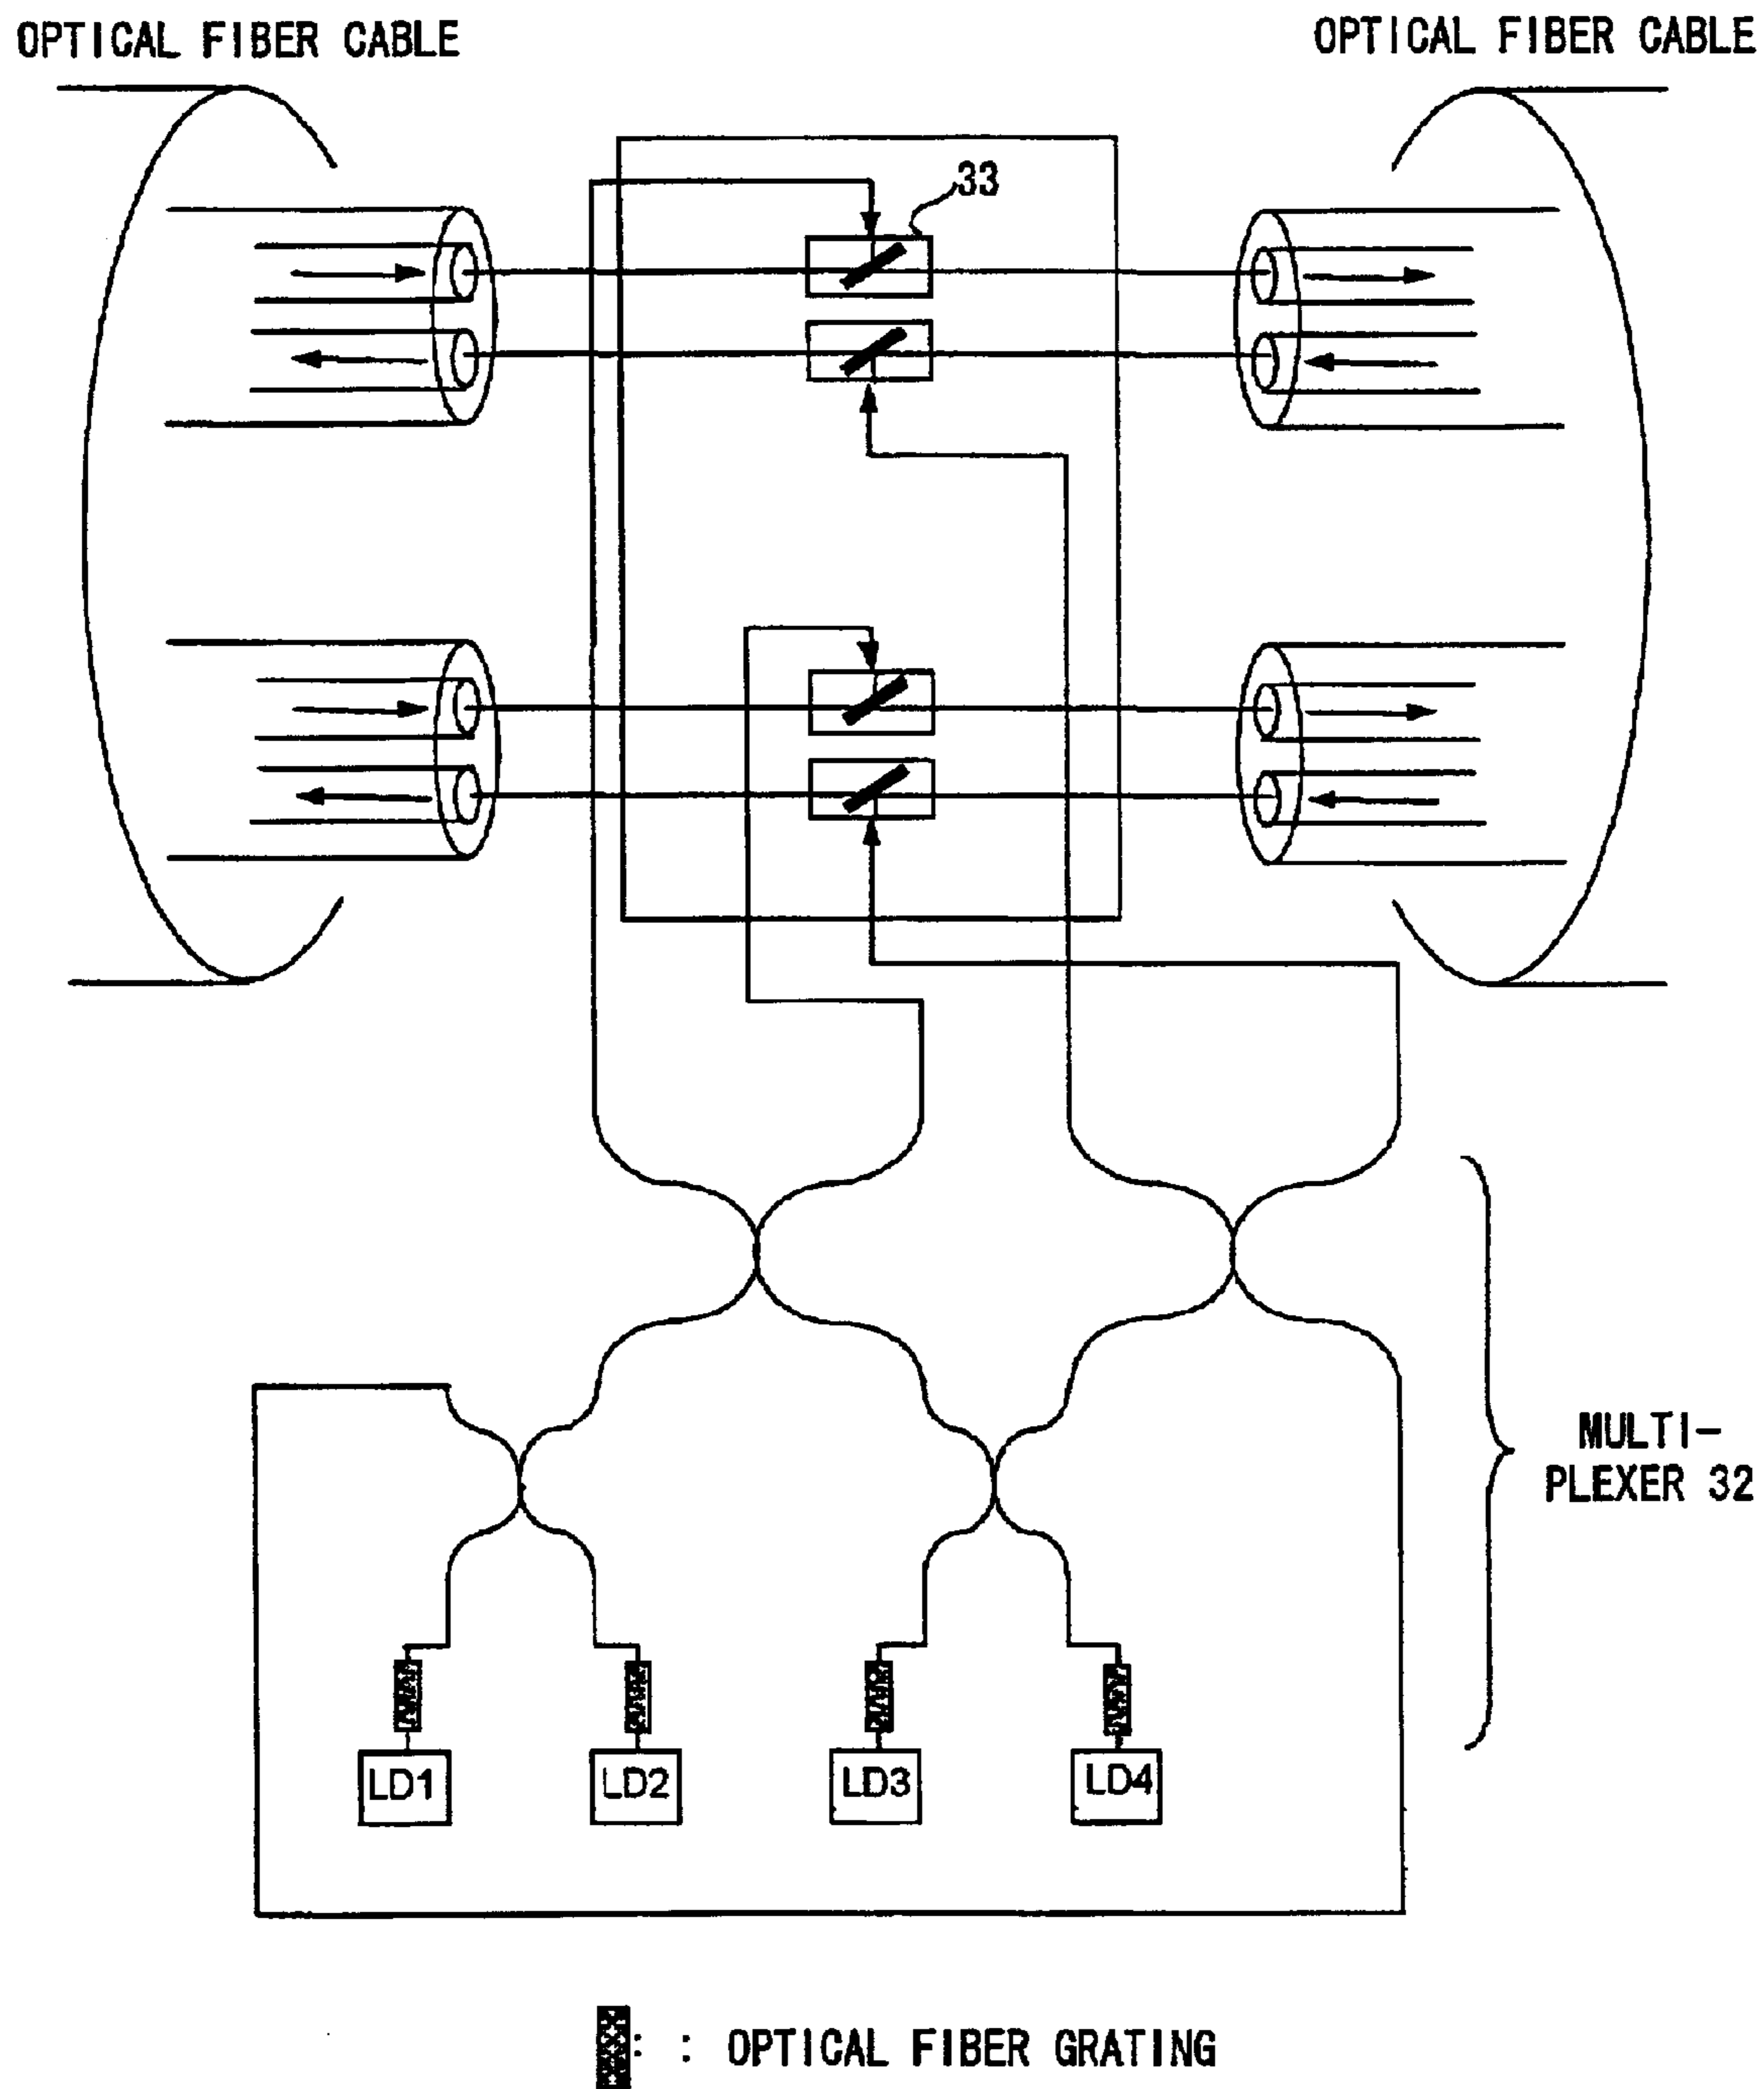 OPTICAL FIBER CABLE
OPTICAL FIBER CABLE
33
MULTI-
PLEXER 32
LD1
LD2
LD3
LD4
: : OPTICAL FIBER GRATING